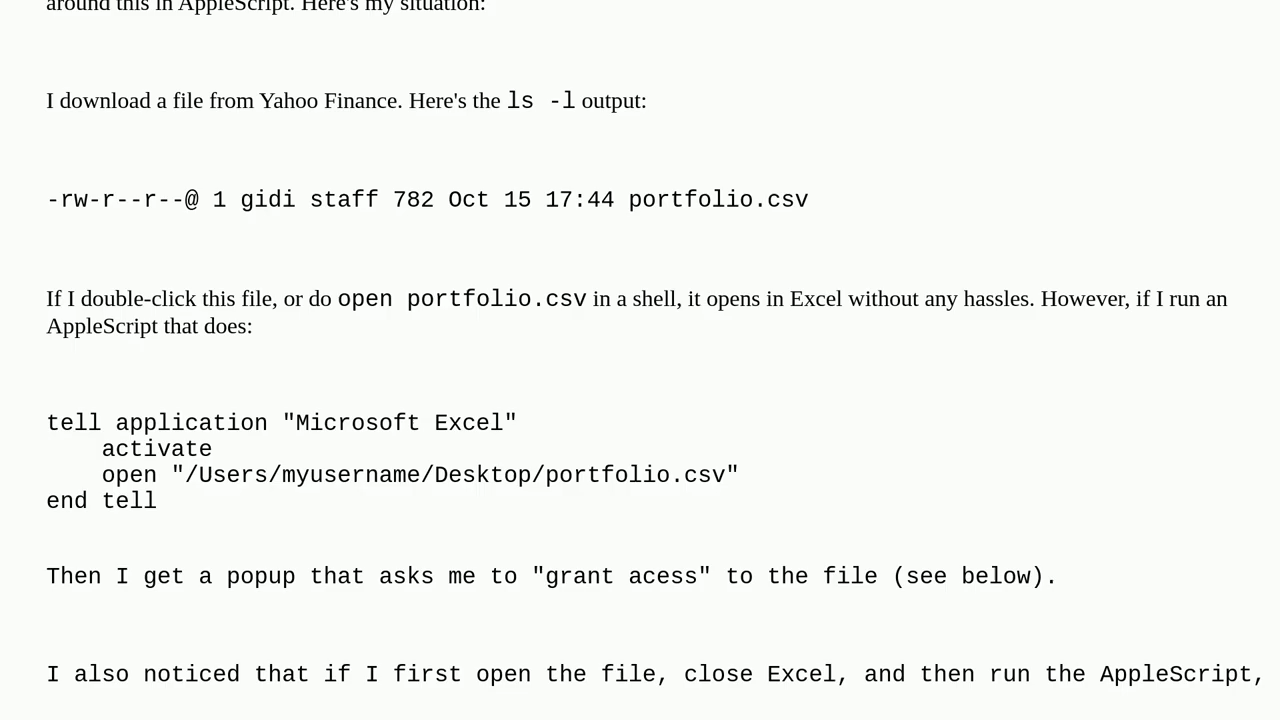 around this in AppleScript. Here's my situation:
I download a file from Yahoo Finance. Here's the ls -l output:
-rw-r--r--@ 1 gidi staff 782 Oct 15 17:44 portfolio.csv
If I double-click this file, or do open portfolio.csv in a shell, it opens in Excel without any hassles. However, if I run an
AppleScript that does:
tell application "Microsoft Excel"
    activate
    open "/Users/myusername/Desktop/portfolio.csv"
end tell
Then I get a popup that asks me to "grant acess" to the file (see below).
I also noticed that if I first open the file, close Excel, and then run the AppleScript,